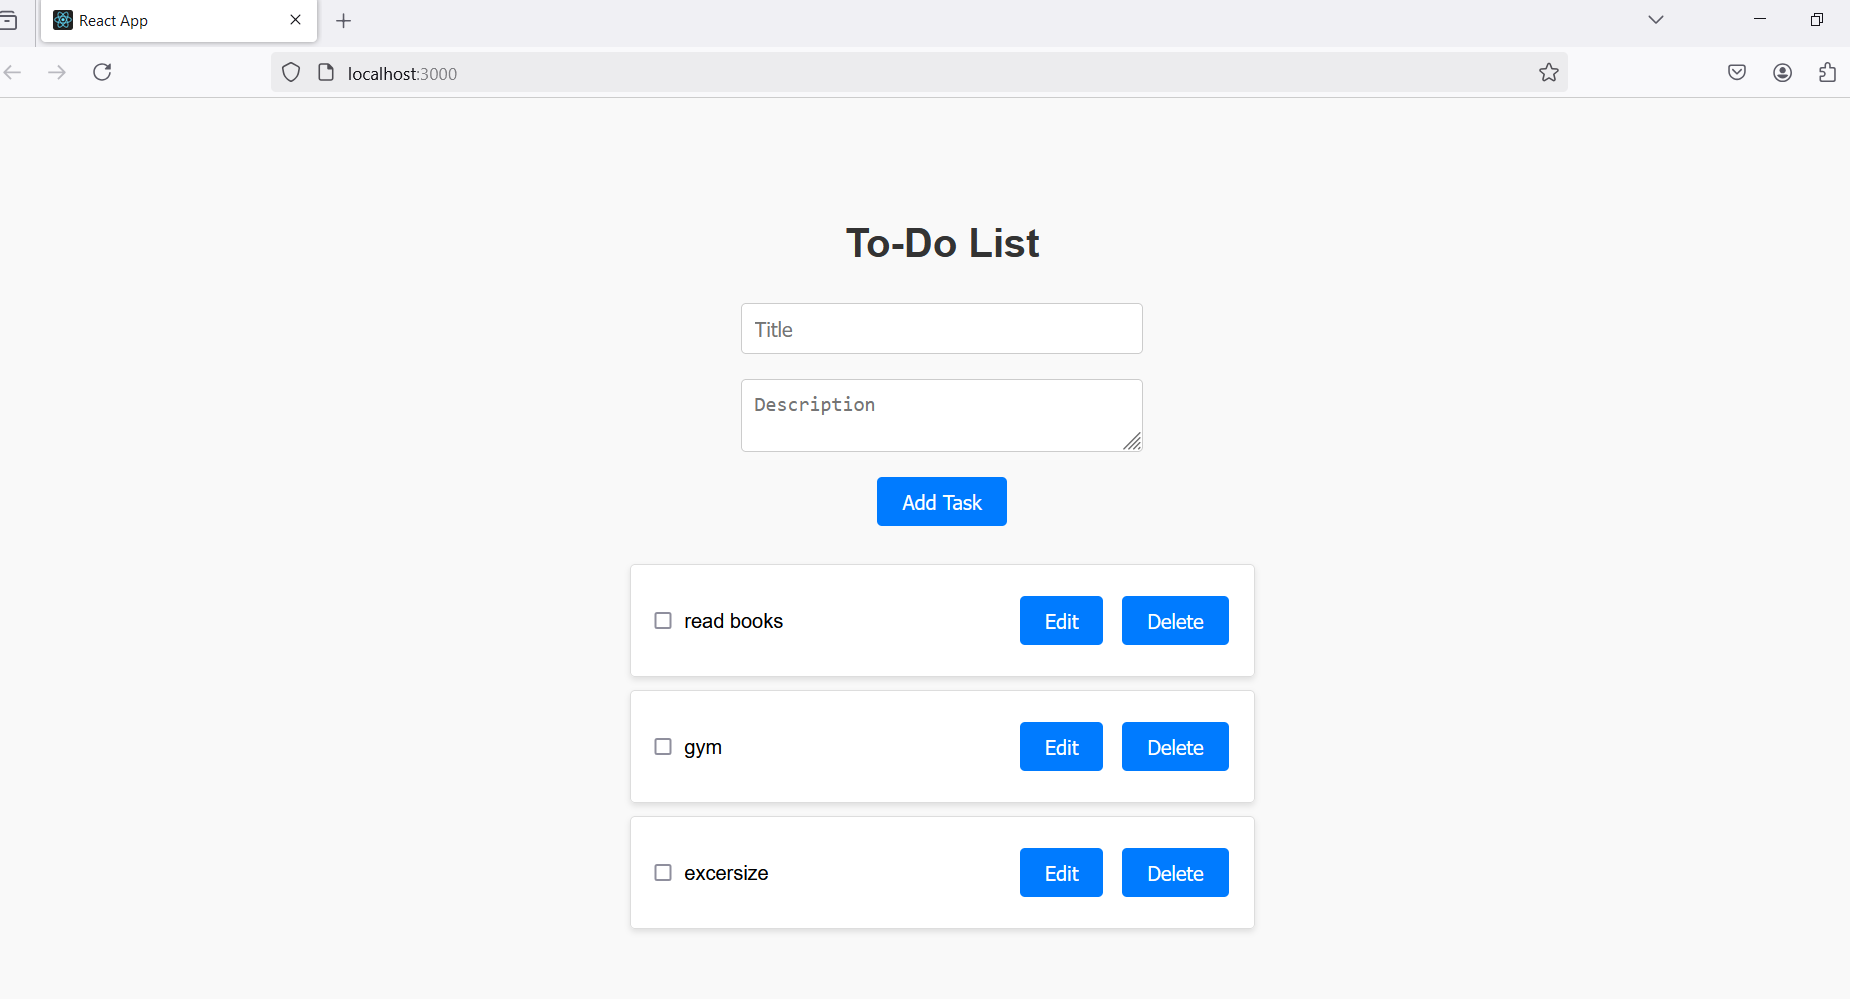 React App
localhost:3000
To-Do List
Title
Description
Add Task
read books Edit Delete
gym Edit Delete
excersize Edit Delete